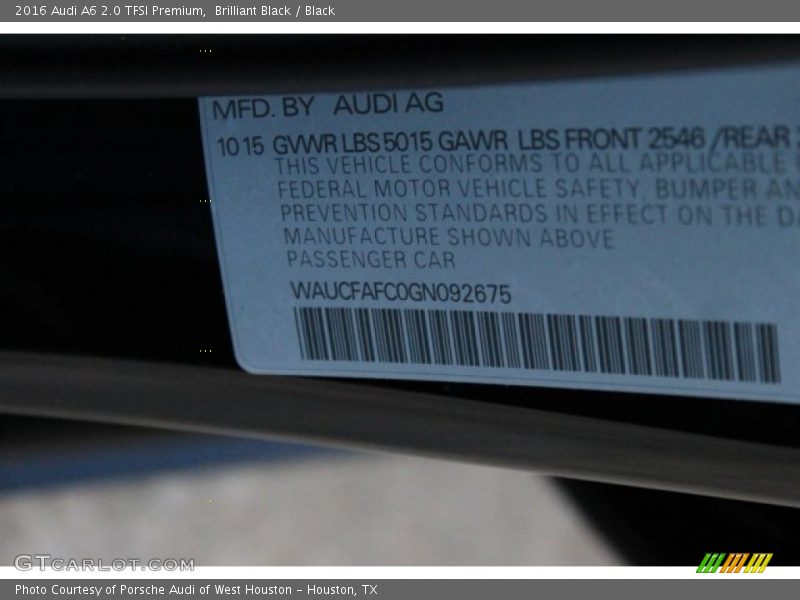 2016 Audi A6 2.0 TFSI Premium, Brilliant Black / Black
MFD. BY AUDI AG
10 15 GVWR LBS 5015 GAWR LBS FRONT 2546 /REAR
THIS VEHICLE CONFORMS TO ALL APPLICABLE
FEDERAL MOTOR VEHICLE SAFETY, BUMPER AN
PREVENTION STANDARDS IN EFFECT ON THE D
MANUFACTURE SHOWN ABOVE
PASSENGER CAR
WAUCFAFC0GN092675
GTCARLOT.COM
Photo Courtesy of Porsche Audi of West Houston - Houston, TX